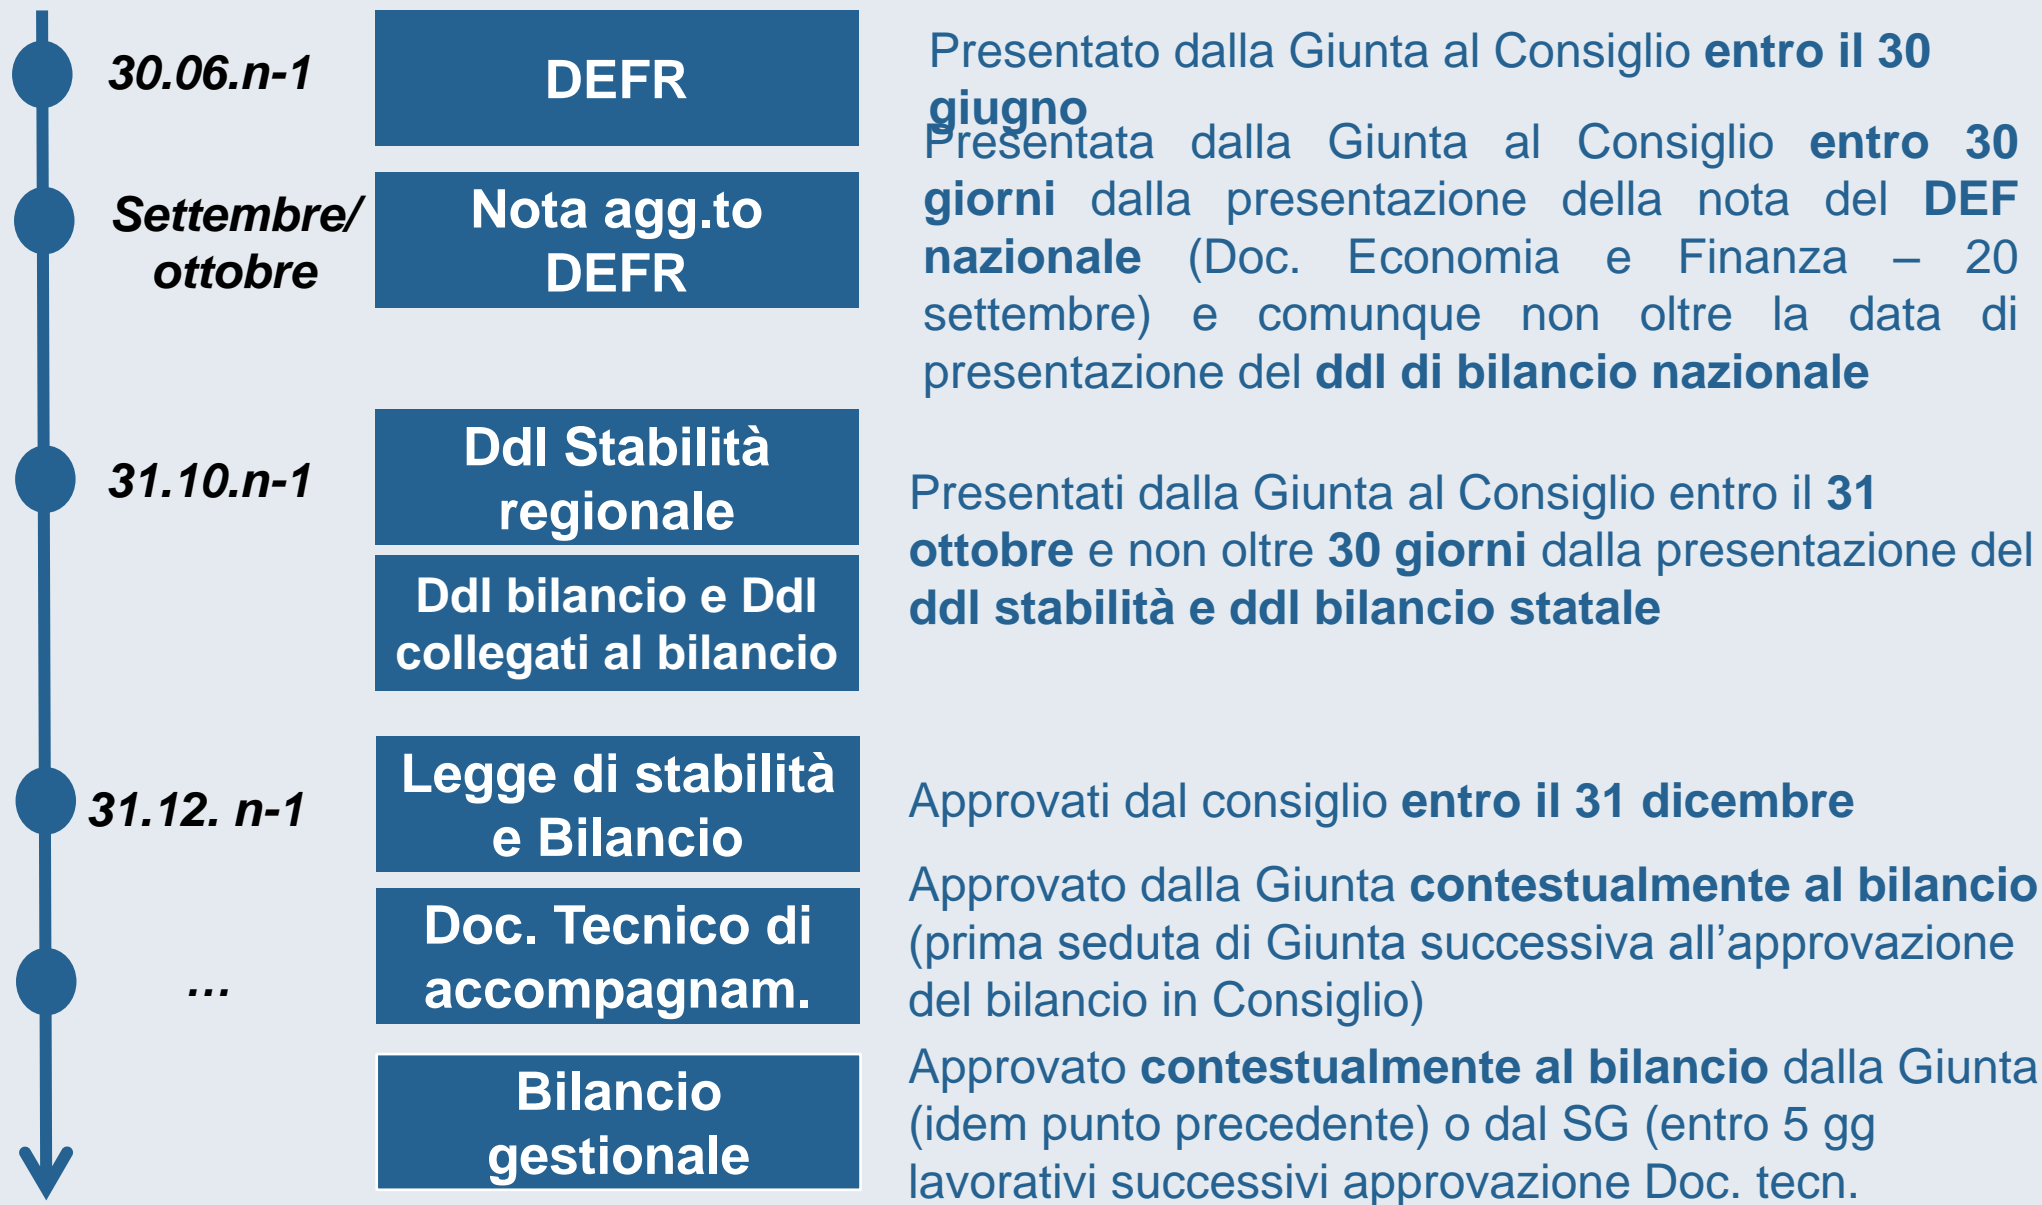 30.06.n-1
DEFR
Presentato dalla Giunta al Consiglio entro il 30
giugno
Settembre/
ottobre
Nota agg.to
DEFR
Presentata dalla Giunta al Consiglio entro 30
giorni dalla presentazione della nota del DEF
nazionale (Doc. Economia e Finanza – 20
settembre) e comunque non oltre la data di
presentazione del ddl di bilancio nazionale
31.10.n-1
Ddl Stabilità
regionale
Ddl bilancio e Ddl
collegati al bilancio
Presentati dalla Giunta al Consiglio entro il 31
ottobre e non oltre 30 giorni dalla presentazione del
ddl stabilità e ddl bilancio statale
31.12. n-1
Legge di stabilità
e Bilancio
Approvati dal consiglio entro il 31 dicembre
...
Doc. Tecnico di
accompagnam.
Approvato dalla Giunta contestualmente al bilancio
(prima seduta di Giunta successiva all’approvazione
del bilancio in Consiglio)
Bilancio
gestionale
Approvato contestualmente al bilancio dalla Giunta
(idem punto precedente) o dal SG (entro 5 gg
lavorativi successivi approvazione Doc. tecn.